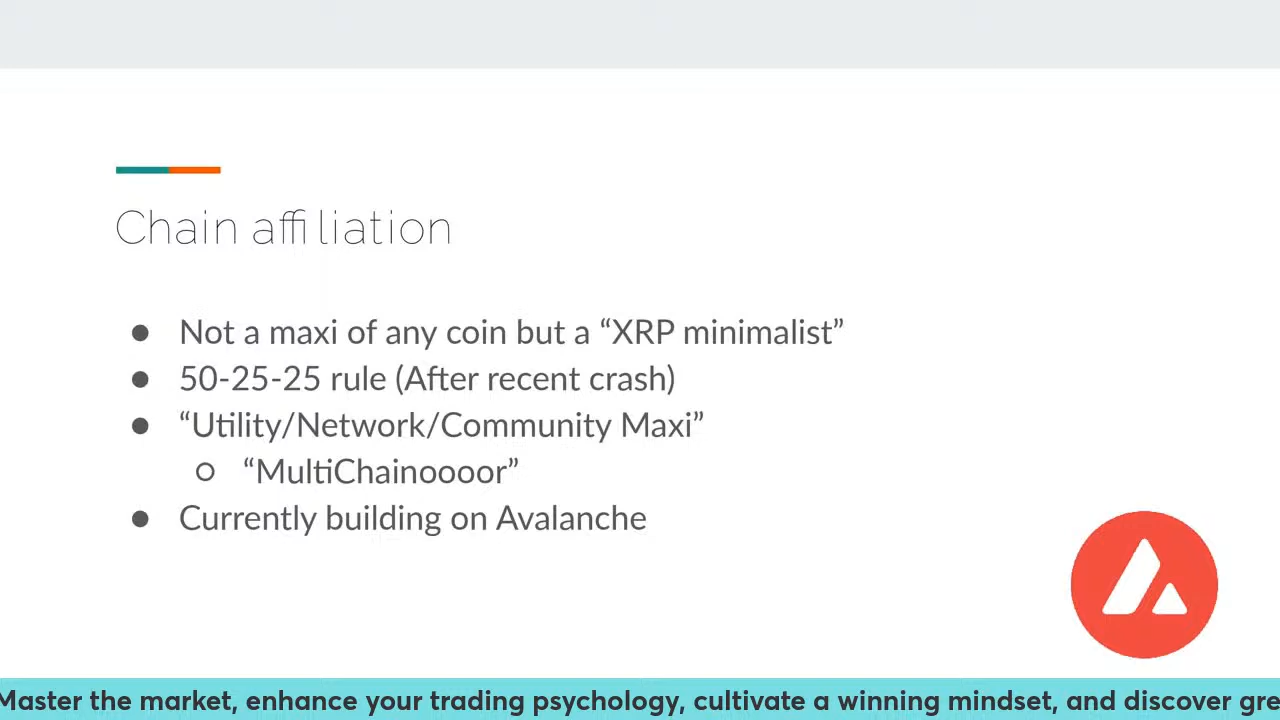 Chain affiliation
● Not a maxi of any coin but a “XRP minimalist”
● 50-25-25 rule (After recent crash)
● “Utility/Network/Community Maxi”
○ “MultiChainoooor”
● Currently building on Avalanche
Master the market, enhance your trading psychology, cultivate a winning mindset, and discover gre